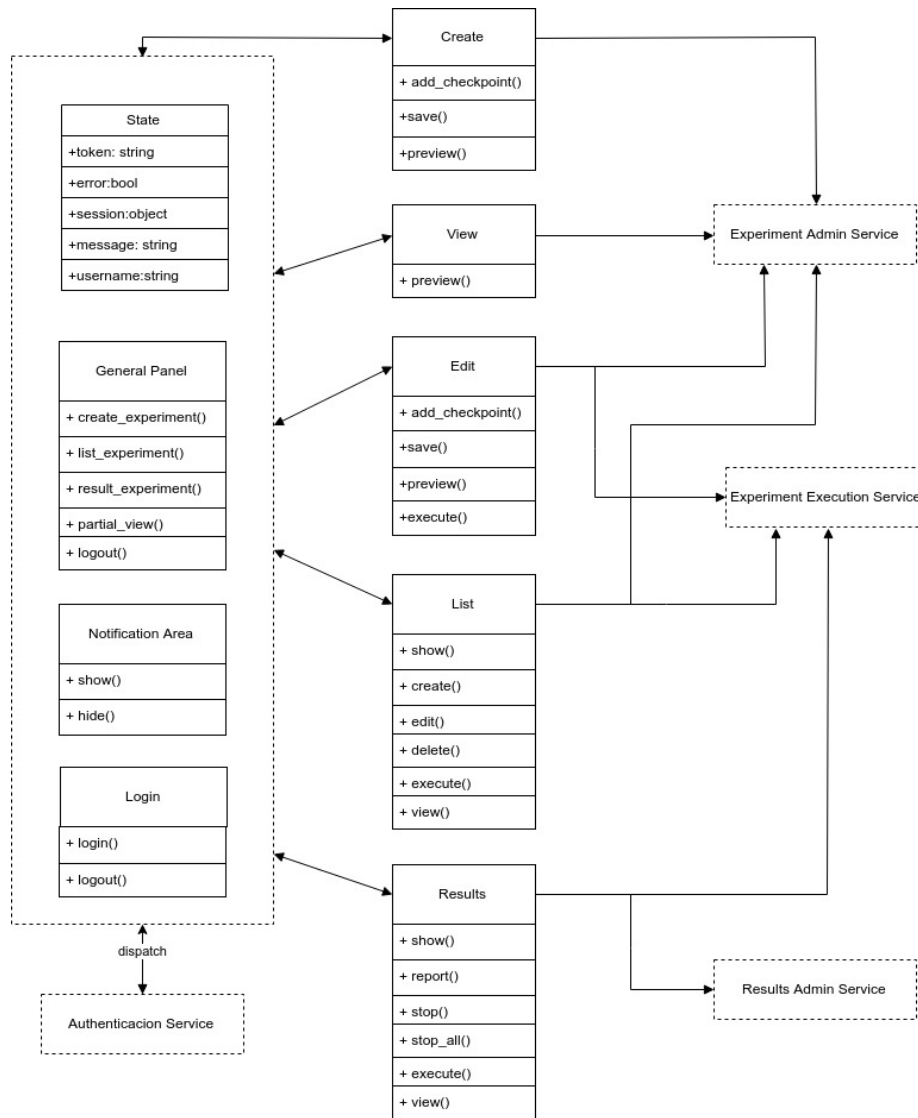 State
+token: string
+error:bool
+session:object
+message: string
+username:string
General Panel
+ create_experiment()
+ list_experiment()
+ result_experiment()
+ partial_view()
+ logout()
Notification Area
+ show()
+ hide()
Login
+ login()
+ logout()
dispatch
Authenticacion Service
Create
+ add_checkpoint()
+save()
+preview()
View
+ preview()
Edit
+ add_checkpoint()
+save()
+preview()
+execute()
List
+ show()
+ create()
+ edit()
+ delete()
+ execute()
+ view()
Results
+ show()
+ report()
+ stop()
+ stop_all()
+ execute()
+ view()
Experiment Admin Service
Experiment Execution Service
Results Admin Service